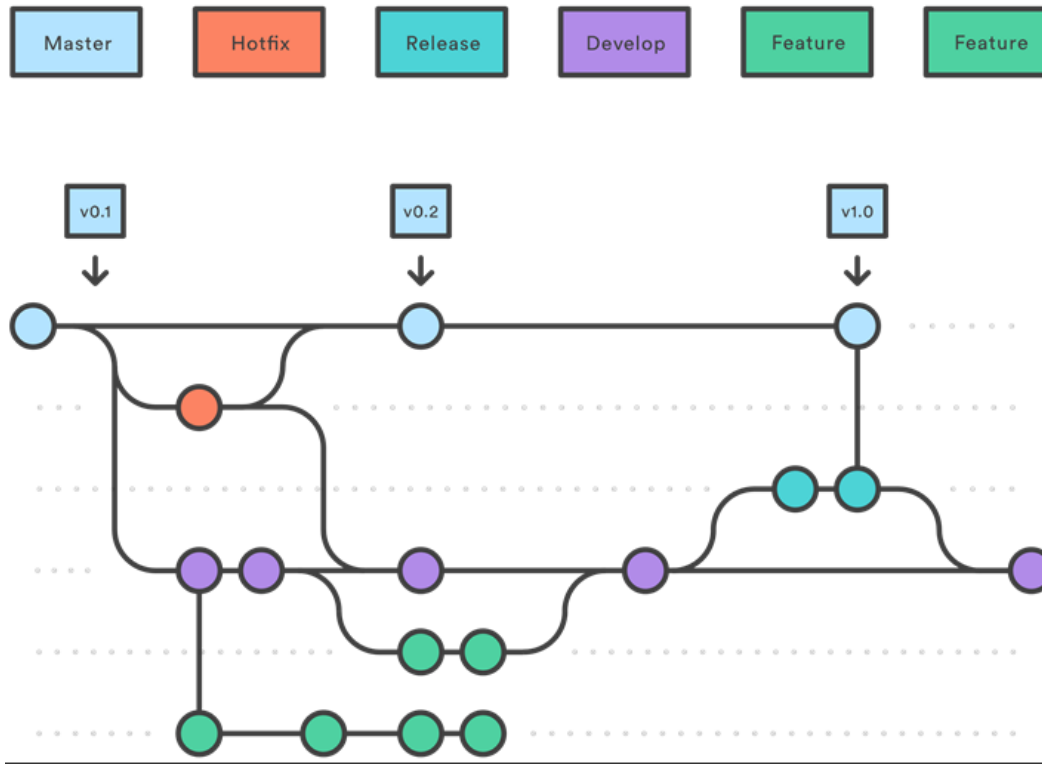 Master
Hotfix
Release
Develop
Feature
Feature
v0.1
v0.2
v1.0